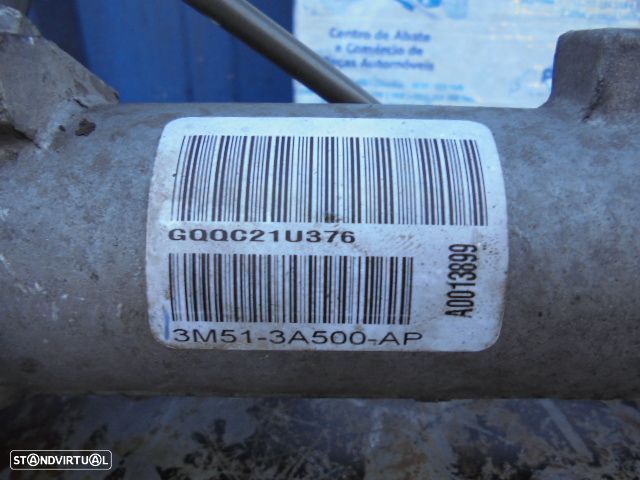 Centro de Abate
e Comércio de
Peças Automóveis
GQQC21U376
3M51-3A500-AP
A0013899
STANDVIRTUAL